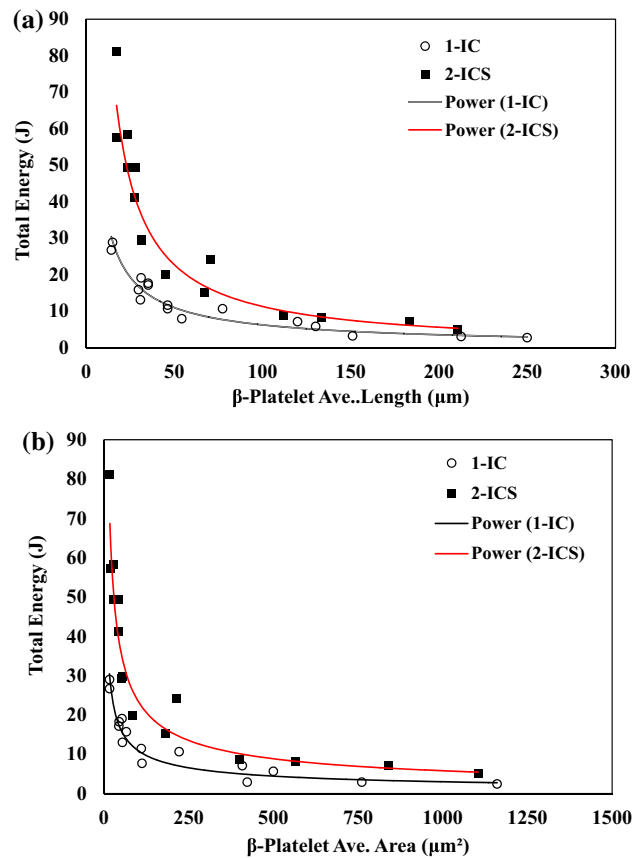 (a)
90
80
70
60
50
40
30
20
10
0
Total Energy (J)
1-IC
2-ICS
Power (1-IC)
Power (2-ICS)
0 50 100 150 200 250 300
β-Platelet Ave..Length (µm)
(b)
90
80
70
60
50
40
30
20
10
0
Total Energy (J)
1-IC
2-ICS
Power (1-IC)
Power (2-ICS)
0 250 500 750 1000 1250 1500
β-Platelet Ave. Area (µm²)